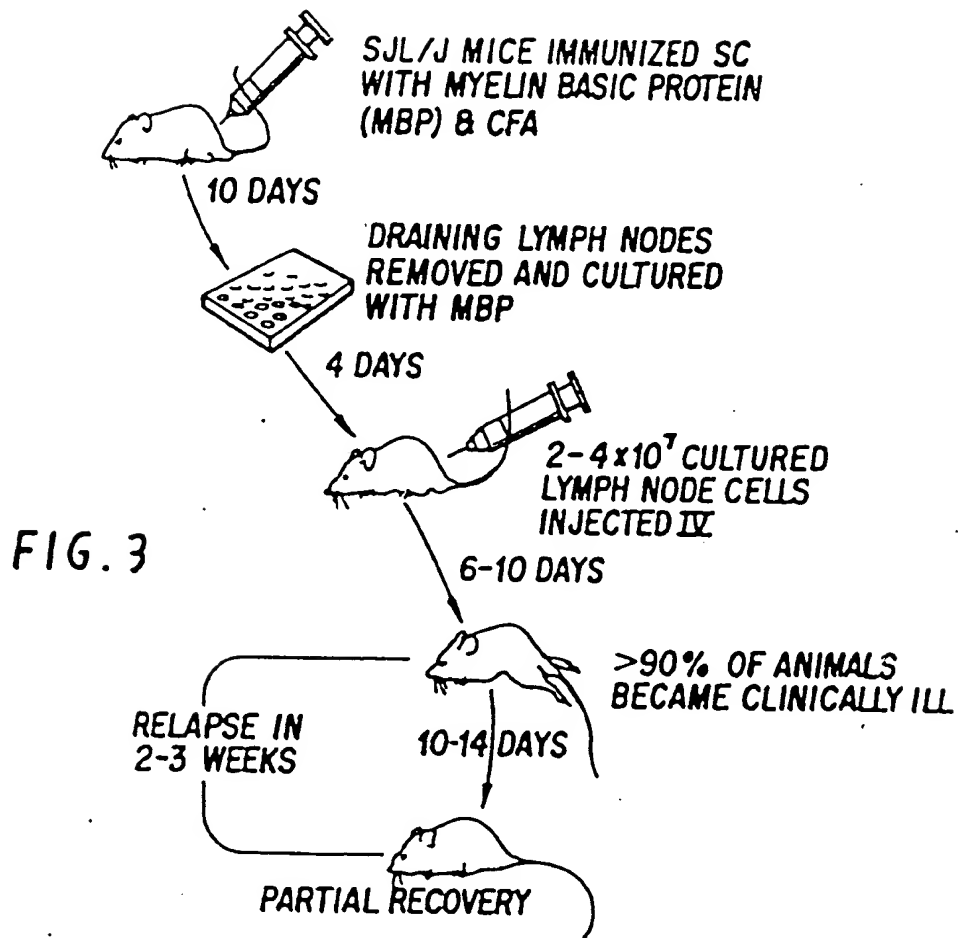 SJL/J MICE IMMUNIZED SC
WITH MYELIN BASIC PROTEIN
(MBP) & CFA
10 DAYS
DRAINING LYMPH NODES
REMOVED AND CULTURED
WITH MBP
4 DAYS
2-4x10⁷ CULTURED
LYMPH NODE CELLS
INJECTED IV
FIG. 3
6-10 DAYS
>90% OF ANIMALS
BECAME CLINICALLY ILL
RELAPSE IN
2-3 WEEKS
10-14 DAYS
PARTIAL RECOVERY